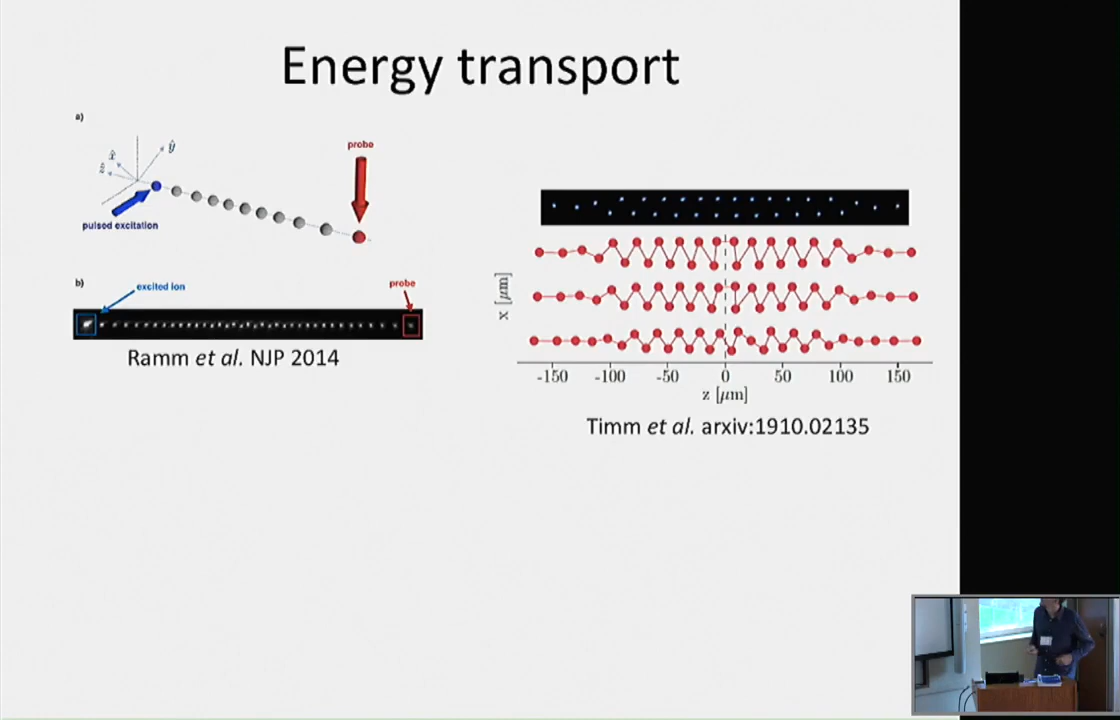 Energy transport
a)
x̂
ŷ
ẑ
probe
pulsed excitation
b)
excited ion
probe
Ramm et al. NJP 2014
x [μm]
-150 -100 -50 0 50 100 150
z [μm]
Timm et al. arxiv:1910.02135